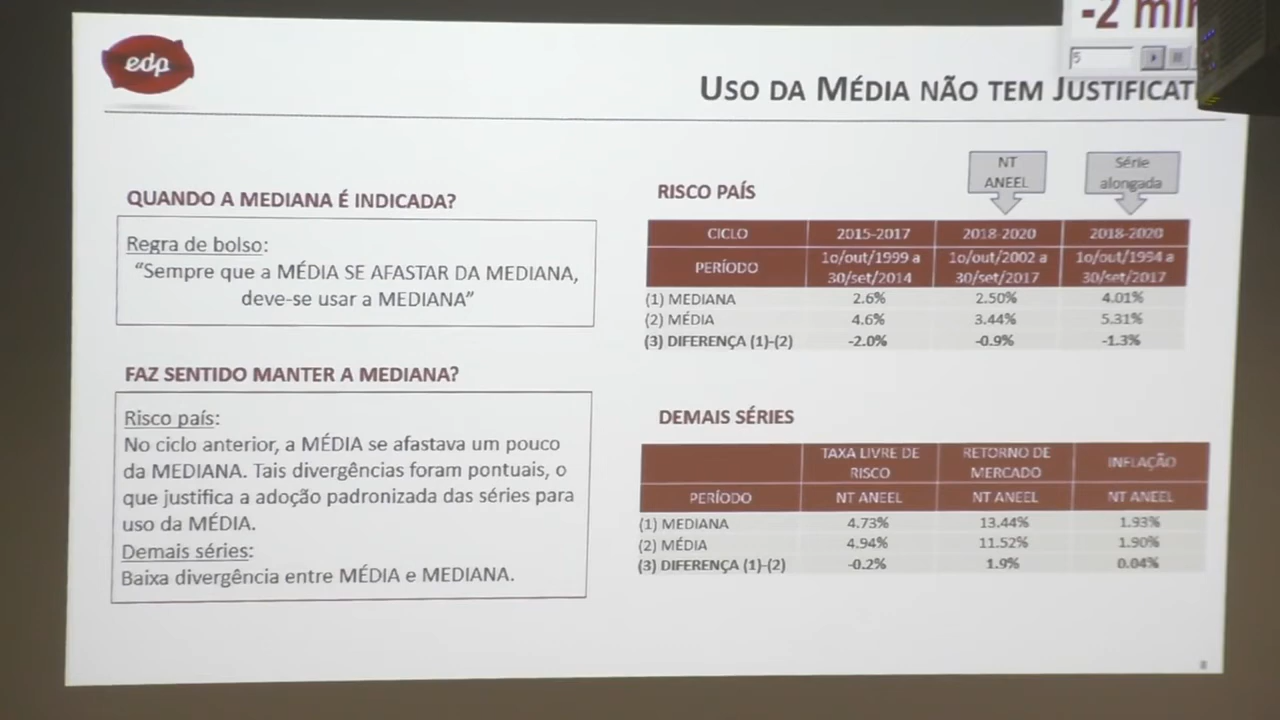 -2 min
5
edp
USO DA MÉDIA NÃO TEM JUSTIFICATI
QUANDO A MEDIANA É INDICADA?
Regra de bolso:
"Sempre que a MÉDIA SE AFASTAR DA MEDIANA,
deve-se usar a MEDIANA"
FAZ SENTIDO MANTER A MEDIANA?
Risco país:
No ciclo anterior, a MÉDIA se afastava um pouco
da MEDIANA. Tais divergências foram pontuais, o
que justifica a adoção padronizada das séries para
uso da MÉDIA.
Demais séries:
Baixa divergência entre MÉDIA e MEDIANA.
NT
ANEEL
Série
alongada
RISCO PAÍS
CICLO 2015-2017 2018-2020 2018-2020
PERÍODO 1o/out/1999 a 30/set/2014 1o/out/2002 a 30/set/2017 1o/out/1994 a 30/set/2017
(1) MEDIANA 2.6% 2.50% 4.01%
(2) MÉDIA 4.6% 3.44% 5.31%
(3) DIFERENÇA (1)-(2) -2.0% -0.9% -1.3%
DEMAIS SÉRIES
TAXA LIVRE DE RISCO RETORNO DE MERCADO INFLAÇÃO
PERÍODO NT ANEEL NT ANEEL NT ANEEL
(1) MEDIANA 4.73% 13.44% 1.93%
(2) MÉDIA 4.94% 11.52% 1.90%
(3) DIFERENÇA (1)-(2) -0.2% 1.9% 0.04%
8